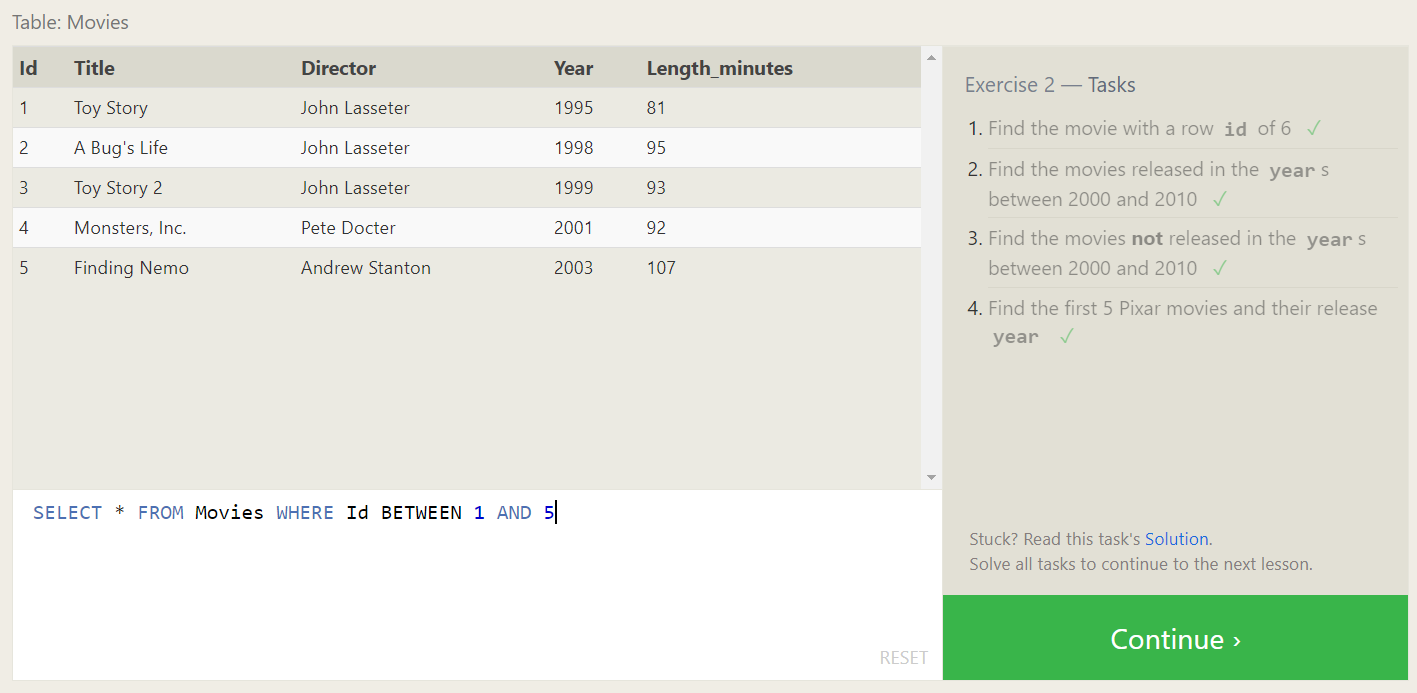 Table: Movies
Id Title Director Year Length_minutes
1 Toy Story John Lasseter 1995 81
2 A Bug's Life John Lasseter 1998 95
3 Toy Story 2 John Lasseter 1999 93
4 Monsters, Inc. Pete Docter 2001 92
5 Finding Nemo Andrew Stanton 2003 107
SELECT * FROM Movies WHERE Id BETWEEN 1 AND 5
RESET
Exercise 2 — Tasks
1. Find the movie with a row id of 6 ✓
2. Find the movies released in the year s
between 2000 and 2010 ✓
3. Find the movies not released in the year s
between 2000 and 2010 ✓
4. Find the first 5 Pixar movies and their release
year ✓
Stuck? Read this task's Solution.
Solve all tasks to continue to the next lesson.
Continue ›